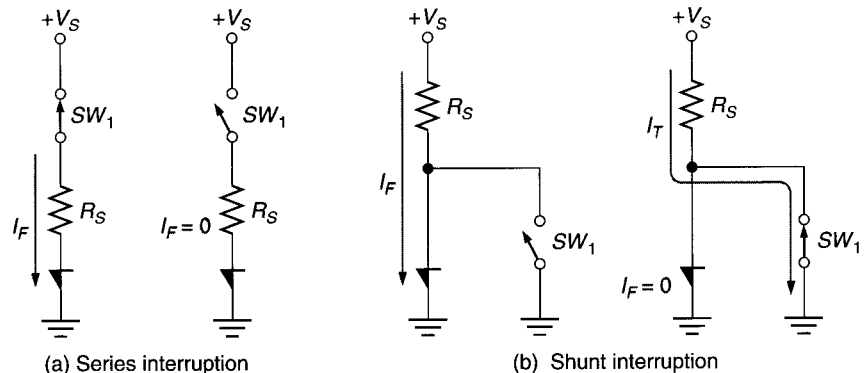 +V_S
+V_S
+V_S
+V_S
SW_1
SW_1
R_S
R_S
I_T
I_F
R_S
I_F = 0
R_S
I_F
SW_1
SW_1
I_F = 0
(a) Series interruption
(b) Shunt interruption